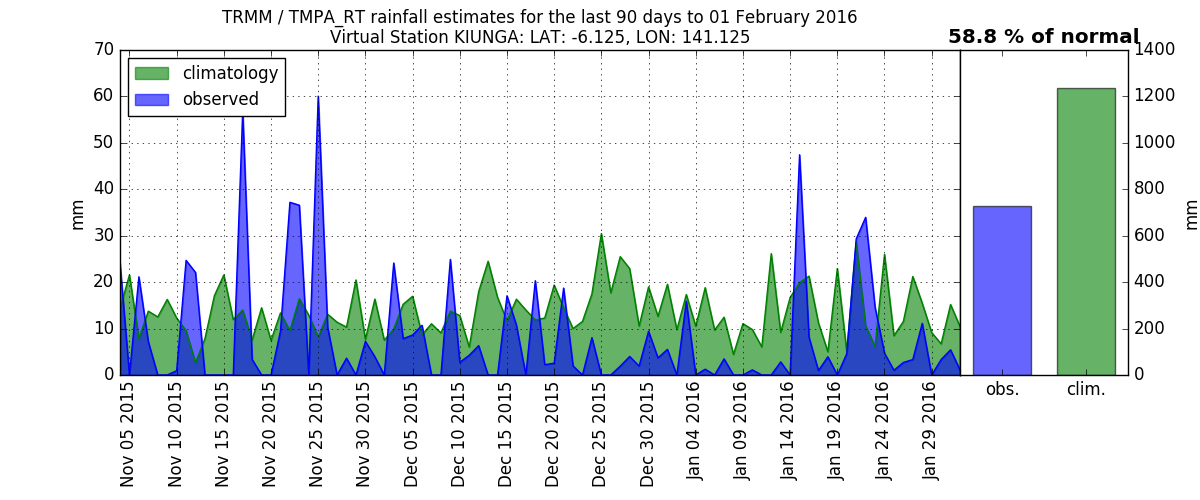 TRMM / TMPA_RT rainfall estimates for the last 90 days to 01 February 2016
Virtual Station KIUNGA: LAT: -6.125, LON: 141.125
58.8 % of normal
climatology
observed
mm
70
60
50
40
30
20
10
0
1400
1200
1000
800
600
400
200
0
mm
Nov 05 2015
Nov 10 2015
Nov 15 2015
Nov 20 2015
Nov 25 2015
Nov 30 2015
Dec 05 2015
Dec 10 2015
Dec 15 2015
Dec 20 2015
Dec 25 2015
Dec 30 2015
Jan 04 2016
Jan 09 2016
Jan 14 2016
Jan 19 2016
Jan 24 2016
Jan 29 2016
obs.
clim.